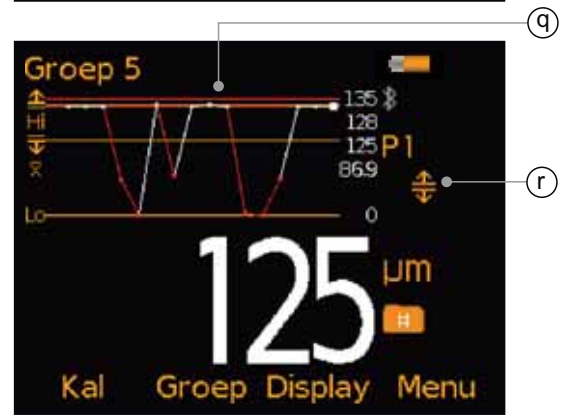 q
Groep 5
135
Hi 128
125 P1
x̄ 86.9
r
Lo 0
125 µm
#
Kal Groep Display Menu